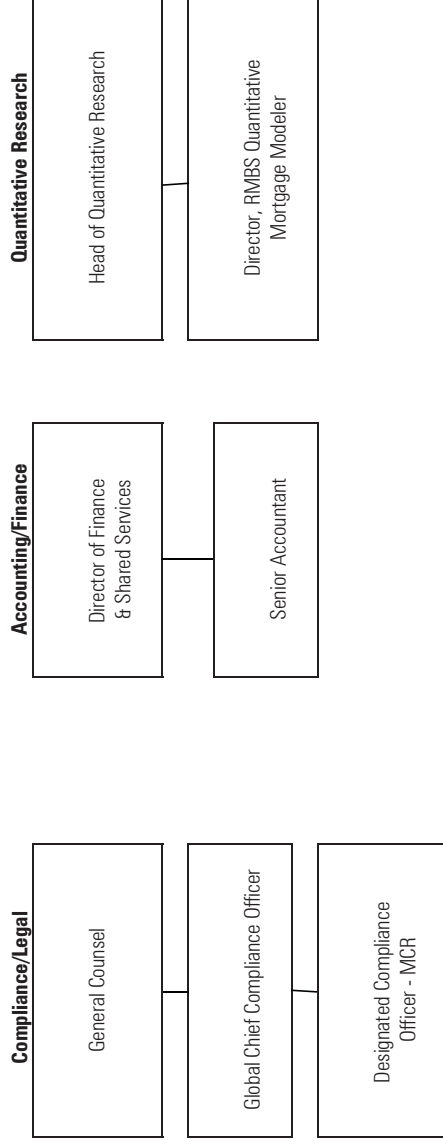 Compliance/Legal
General Counsel
Global Chief Compliance Officer
Designated Compliance
Officer - MCR
Accounting/Finance
Director of Finance
& Shared Services
Senior Accountant
Quantitative Research
Head of Quantitative Research
Director, RMBS Quantitative
Mortgage Modeler